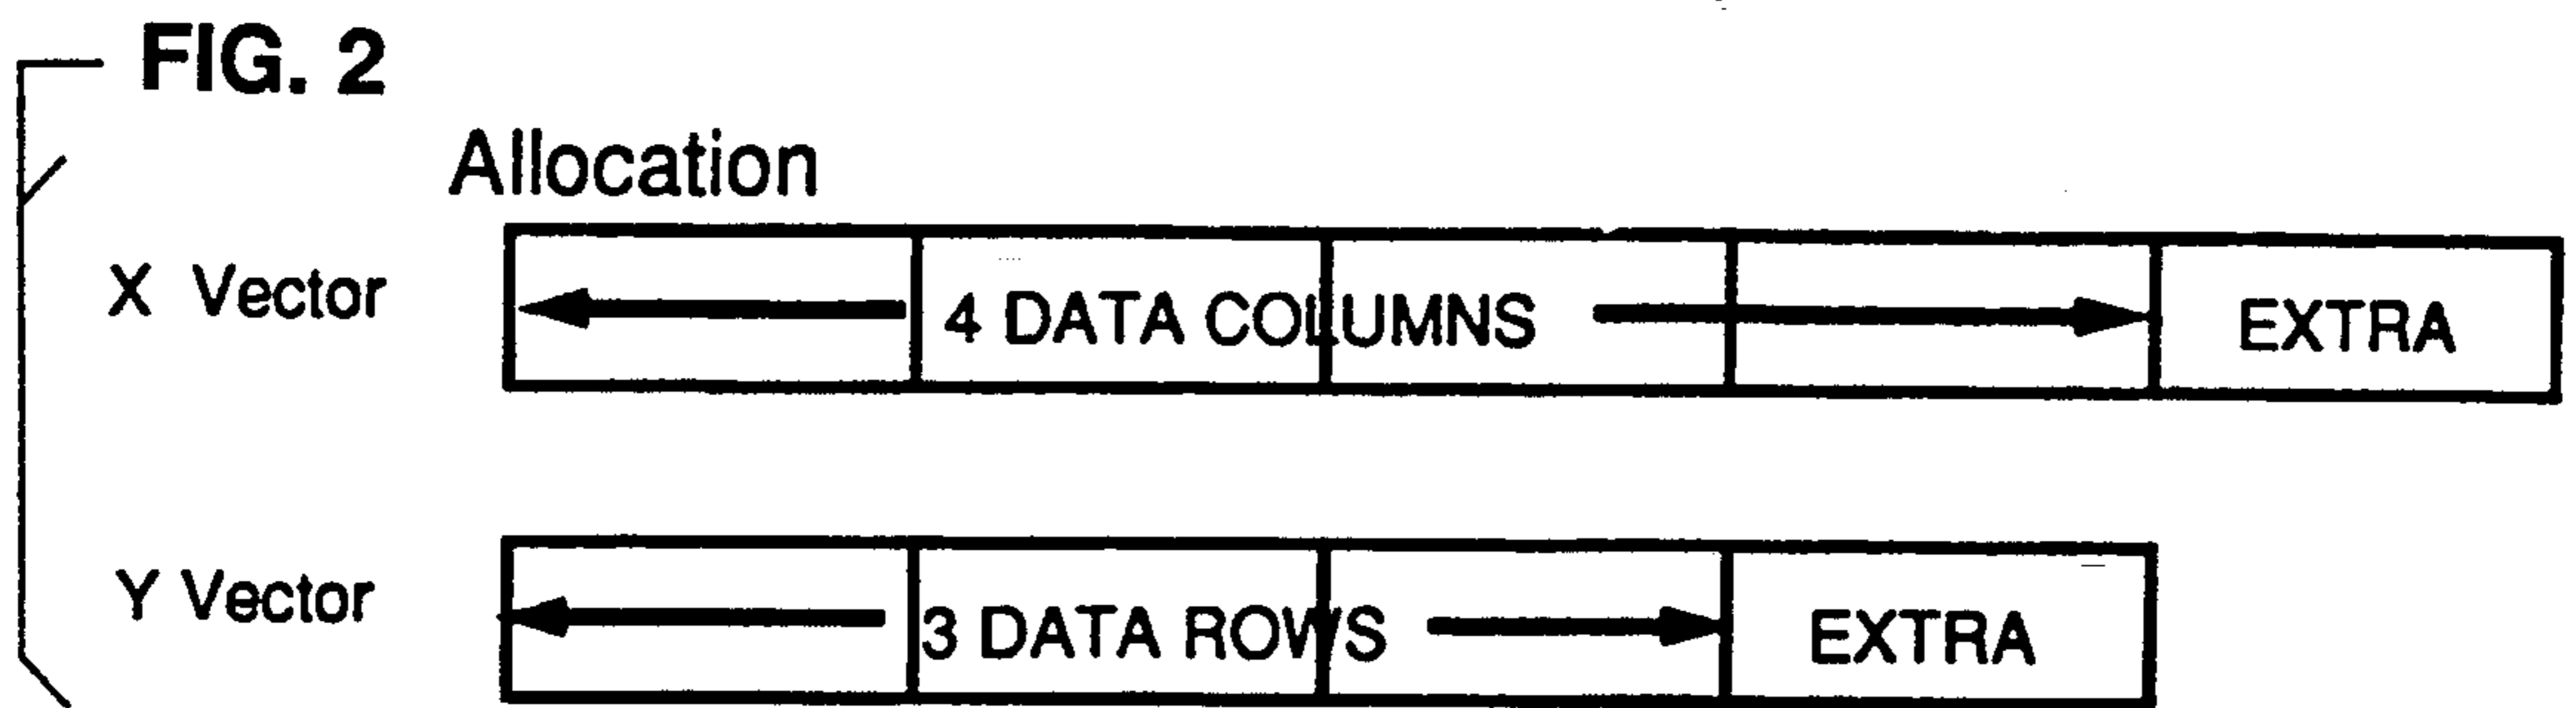 FIG. 2
Allocation
X Vector
4 DATA COLUMNS
EXTRA
Y Vector
3 DATA ROWS
EXTRA